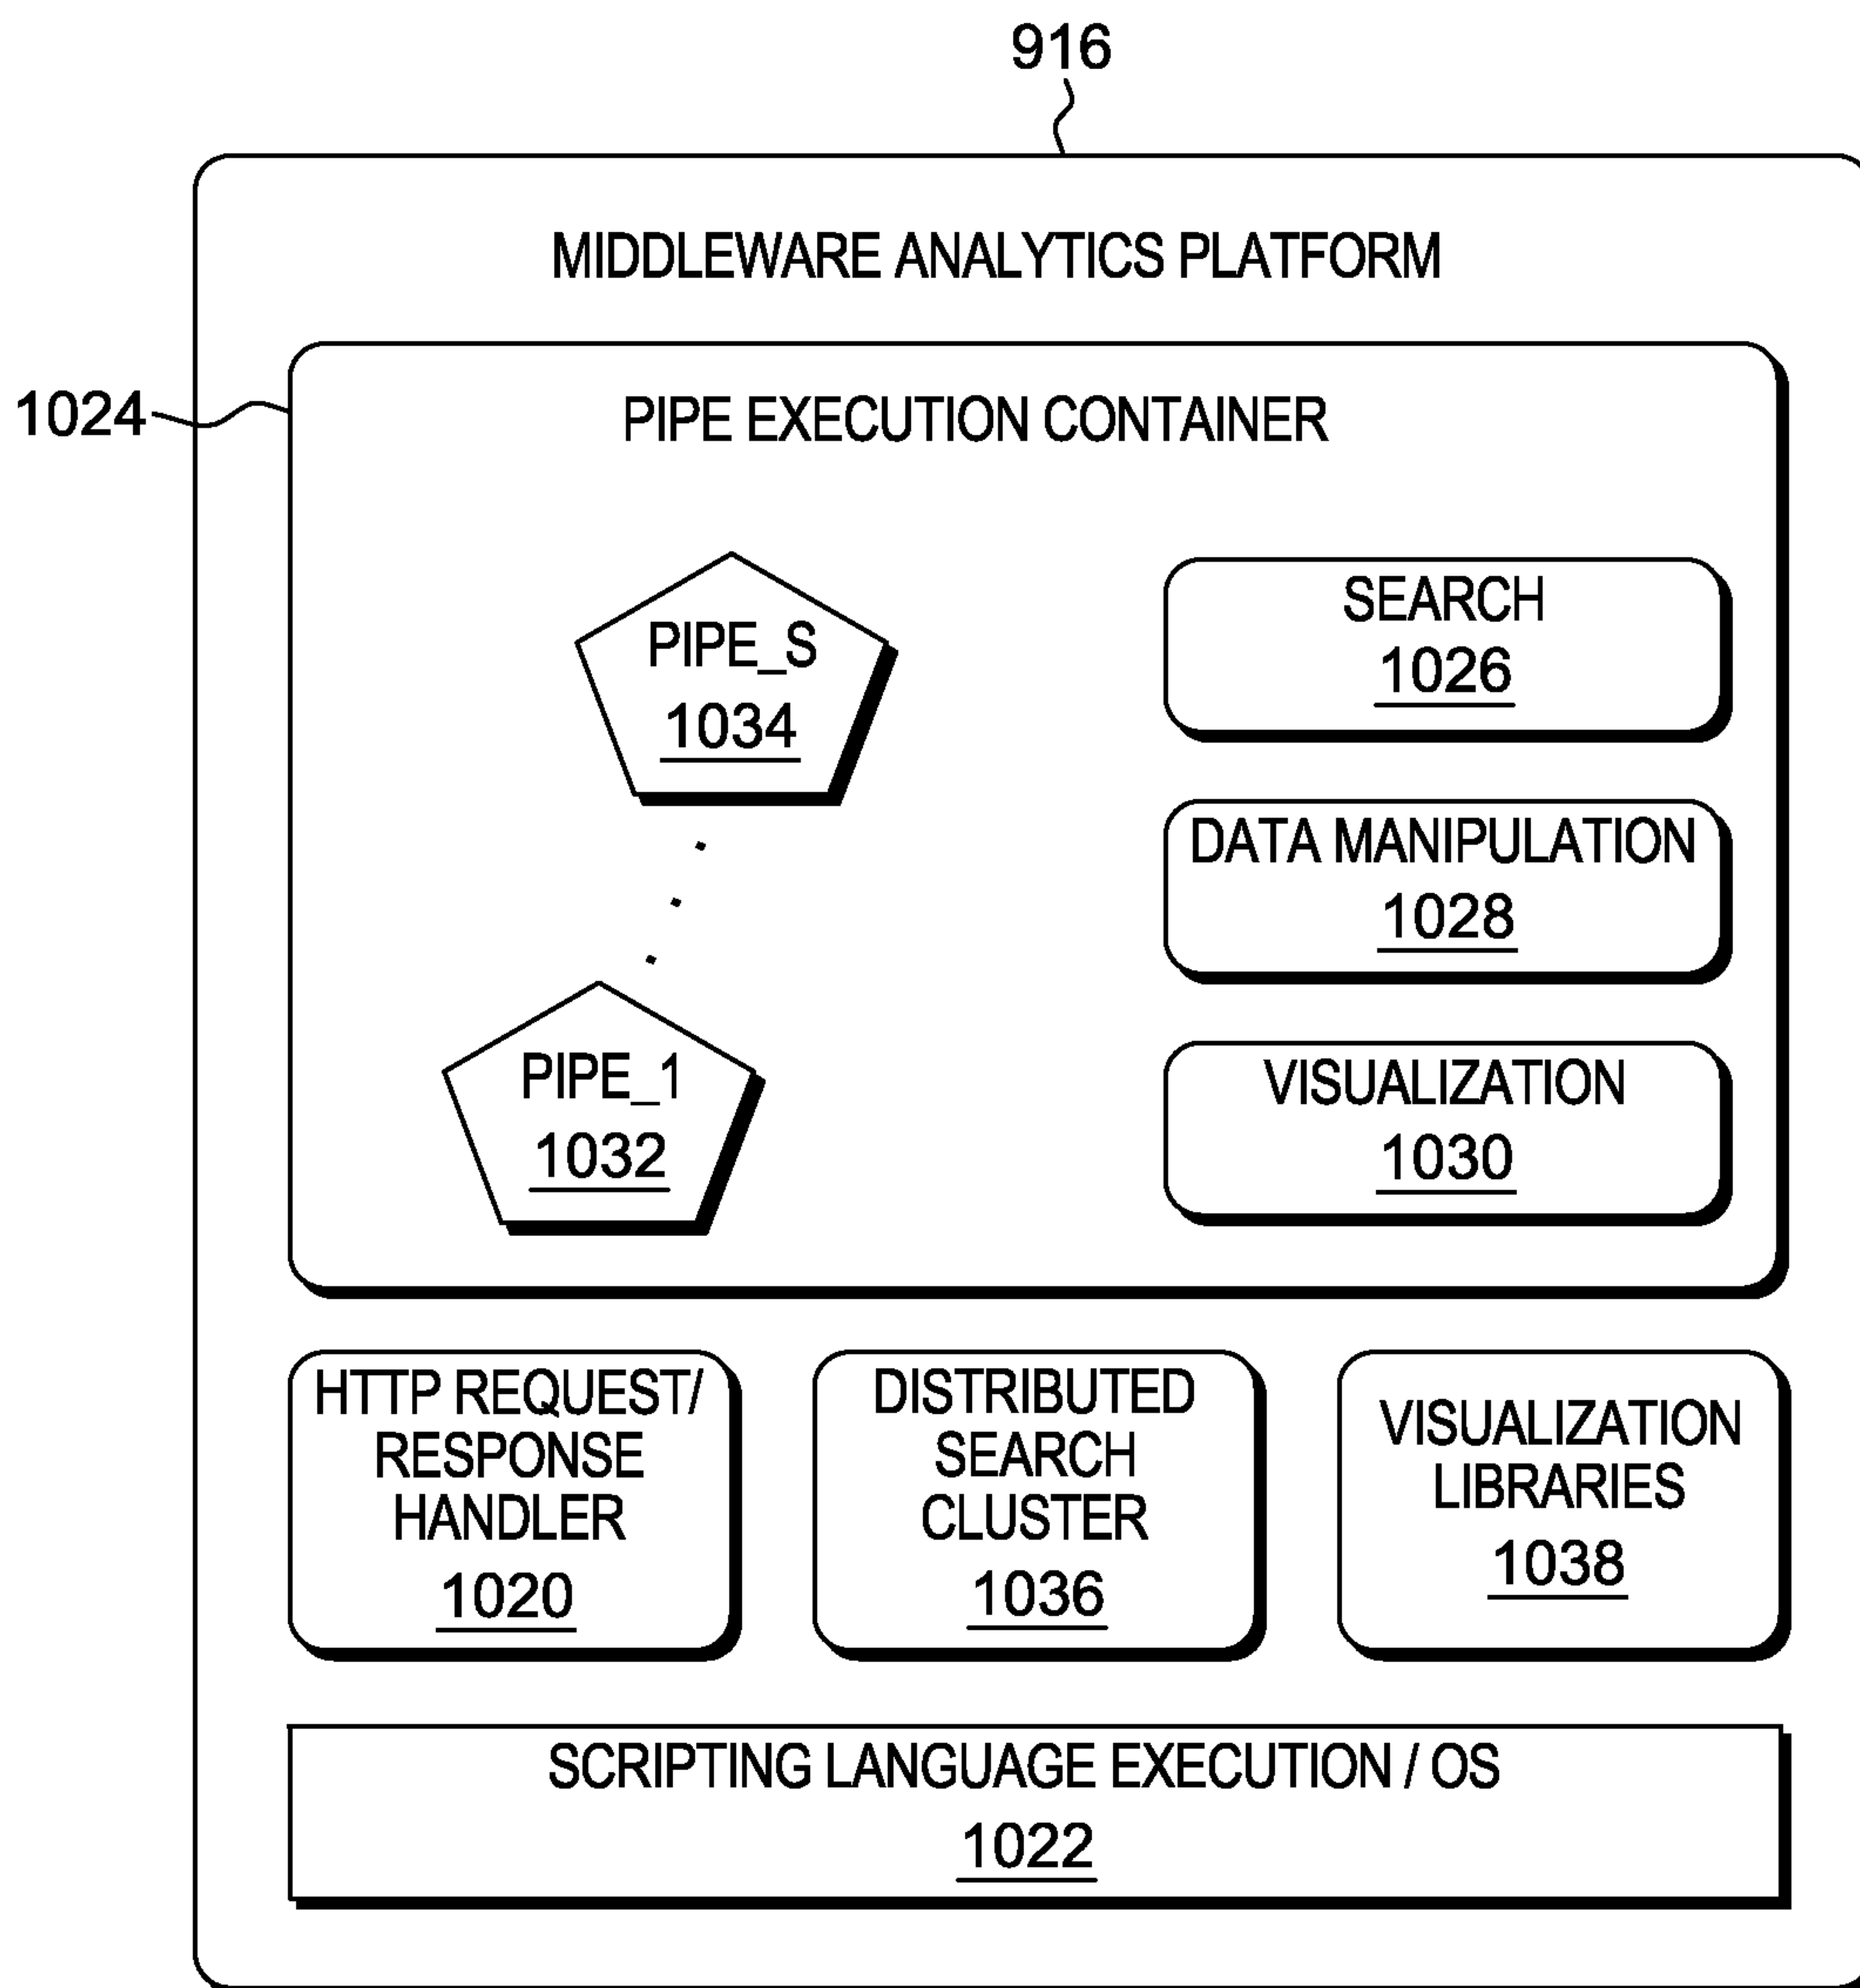 916
MIDDLEWARE ANALYTICS PLATFORM
1024
PIPE EXECUTION CONTAINER
PIPE_S
1034
SEARCH
1026
DATA MANIPULATION
1028
PIPE_1
1032
VISUALIZATION
1030
HTTP REQUEST/
RESPONSE
HANDLER
1020
DISTRIBUTED
SEARCH
CLUSTER
1036
VISUALIZATION
LIBRARIES
1038
SCRIPTING LANGUAGE EXECUTION / OS
1022